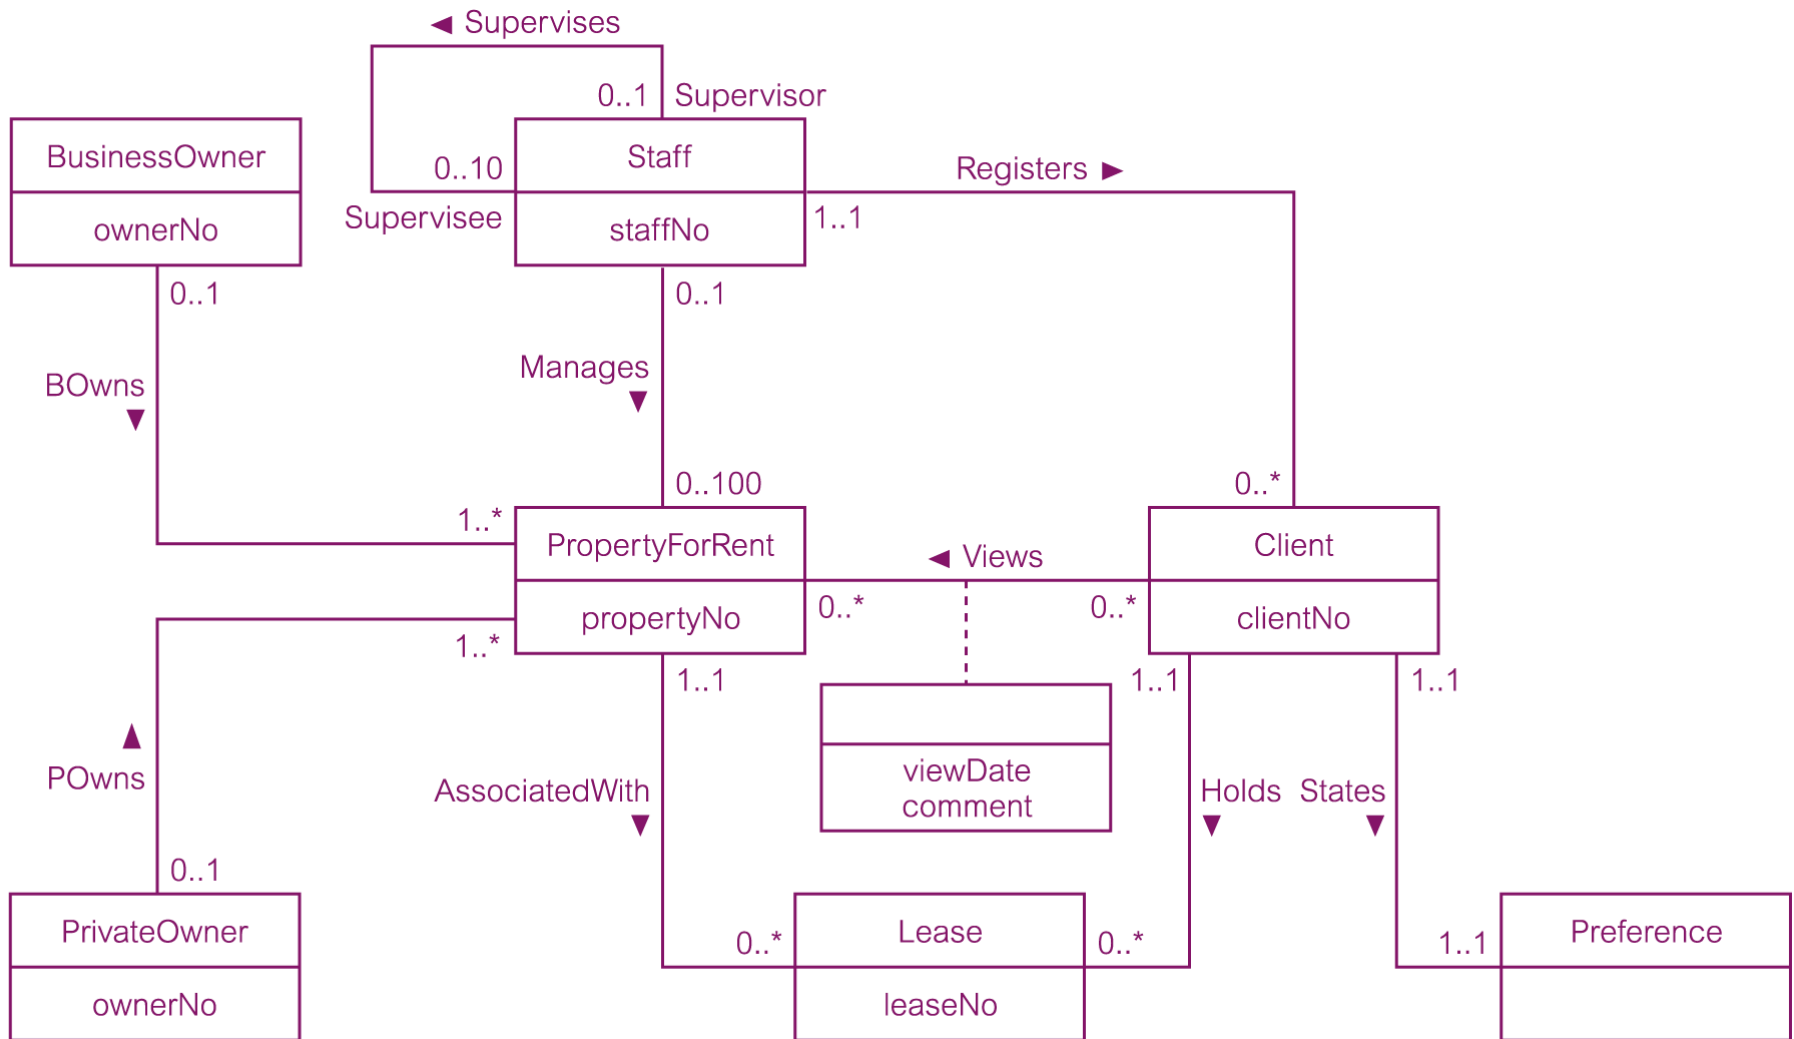 ◄ Supervises
0..1 Supervisor
BusinessOwner
ownerNo
0..1
0..10
Supervisee
Staff
staffNo
Registers ►
1..1
0..1
BOwns
▼
Manages
▼
0..100
0..*
1..*
PropertyForRent
propertyNo
◄ Views
0..*
0..*
Client
clientNo
1..*
1..1
1..1
1..1
viewDate
comment
▲
POwns
AssociatedWith
▼
Holds
▼
States
▼
0..1
PrivateOwner
ownerNo
0..*
Lease
leaseNo
0..*
1..1
Preference